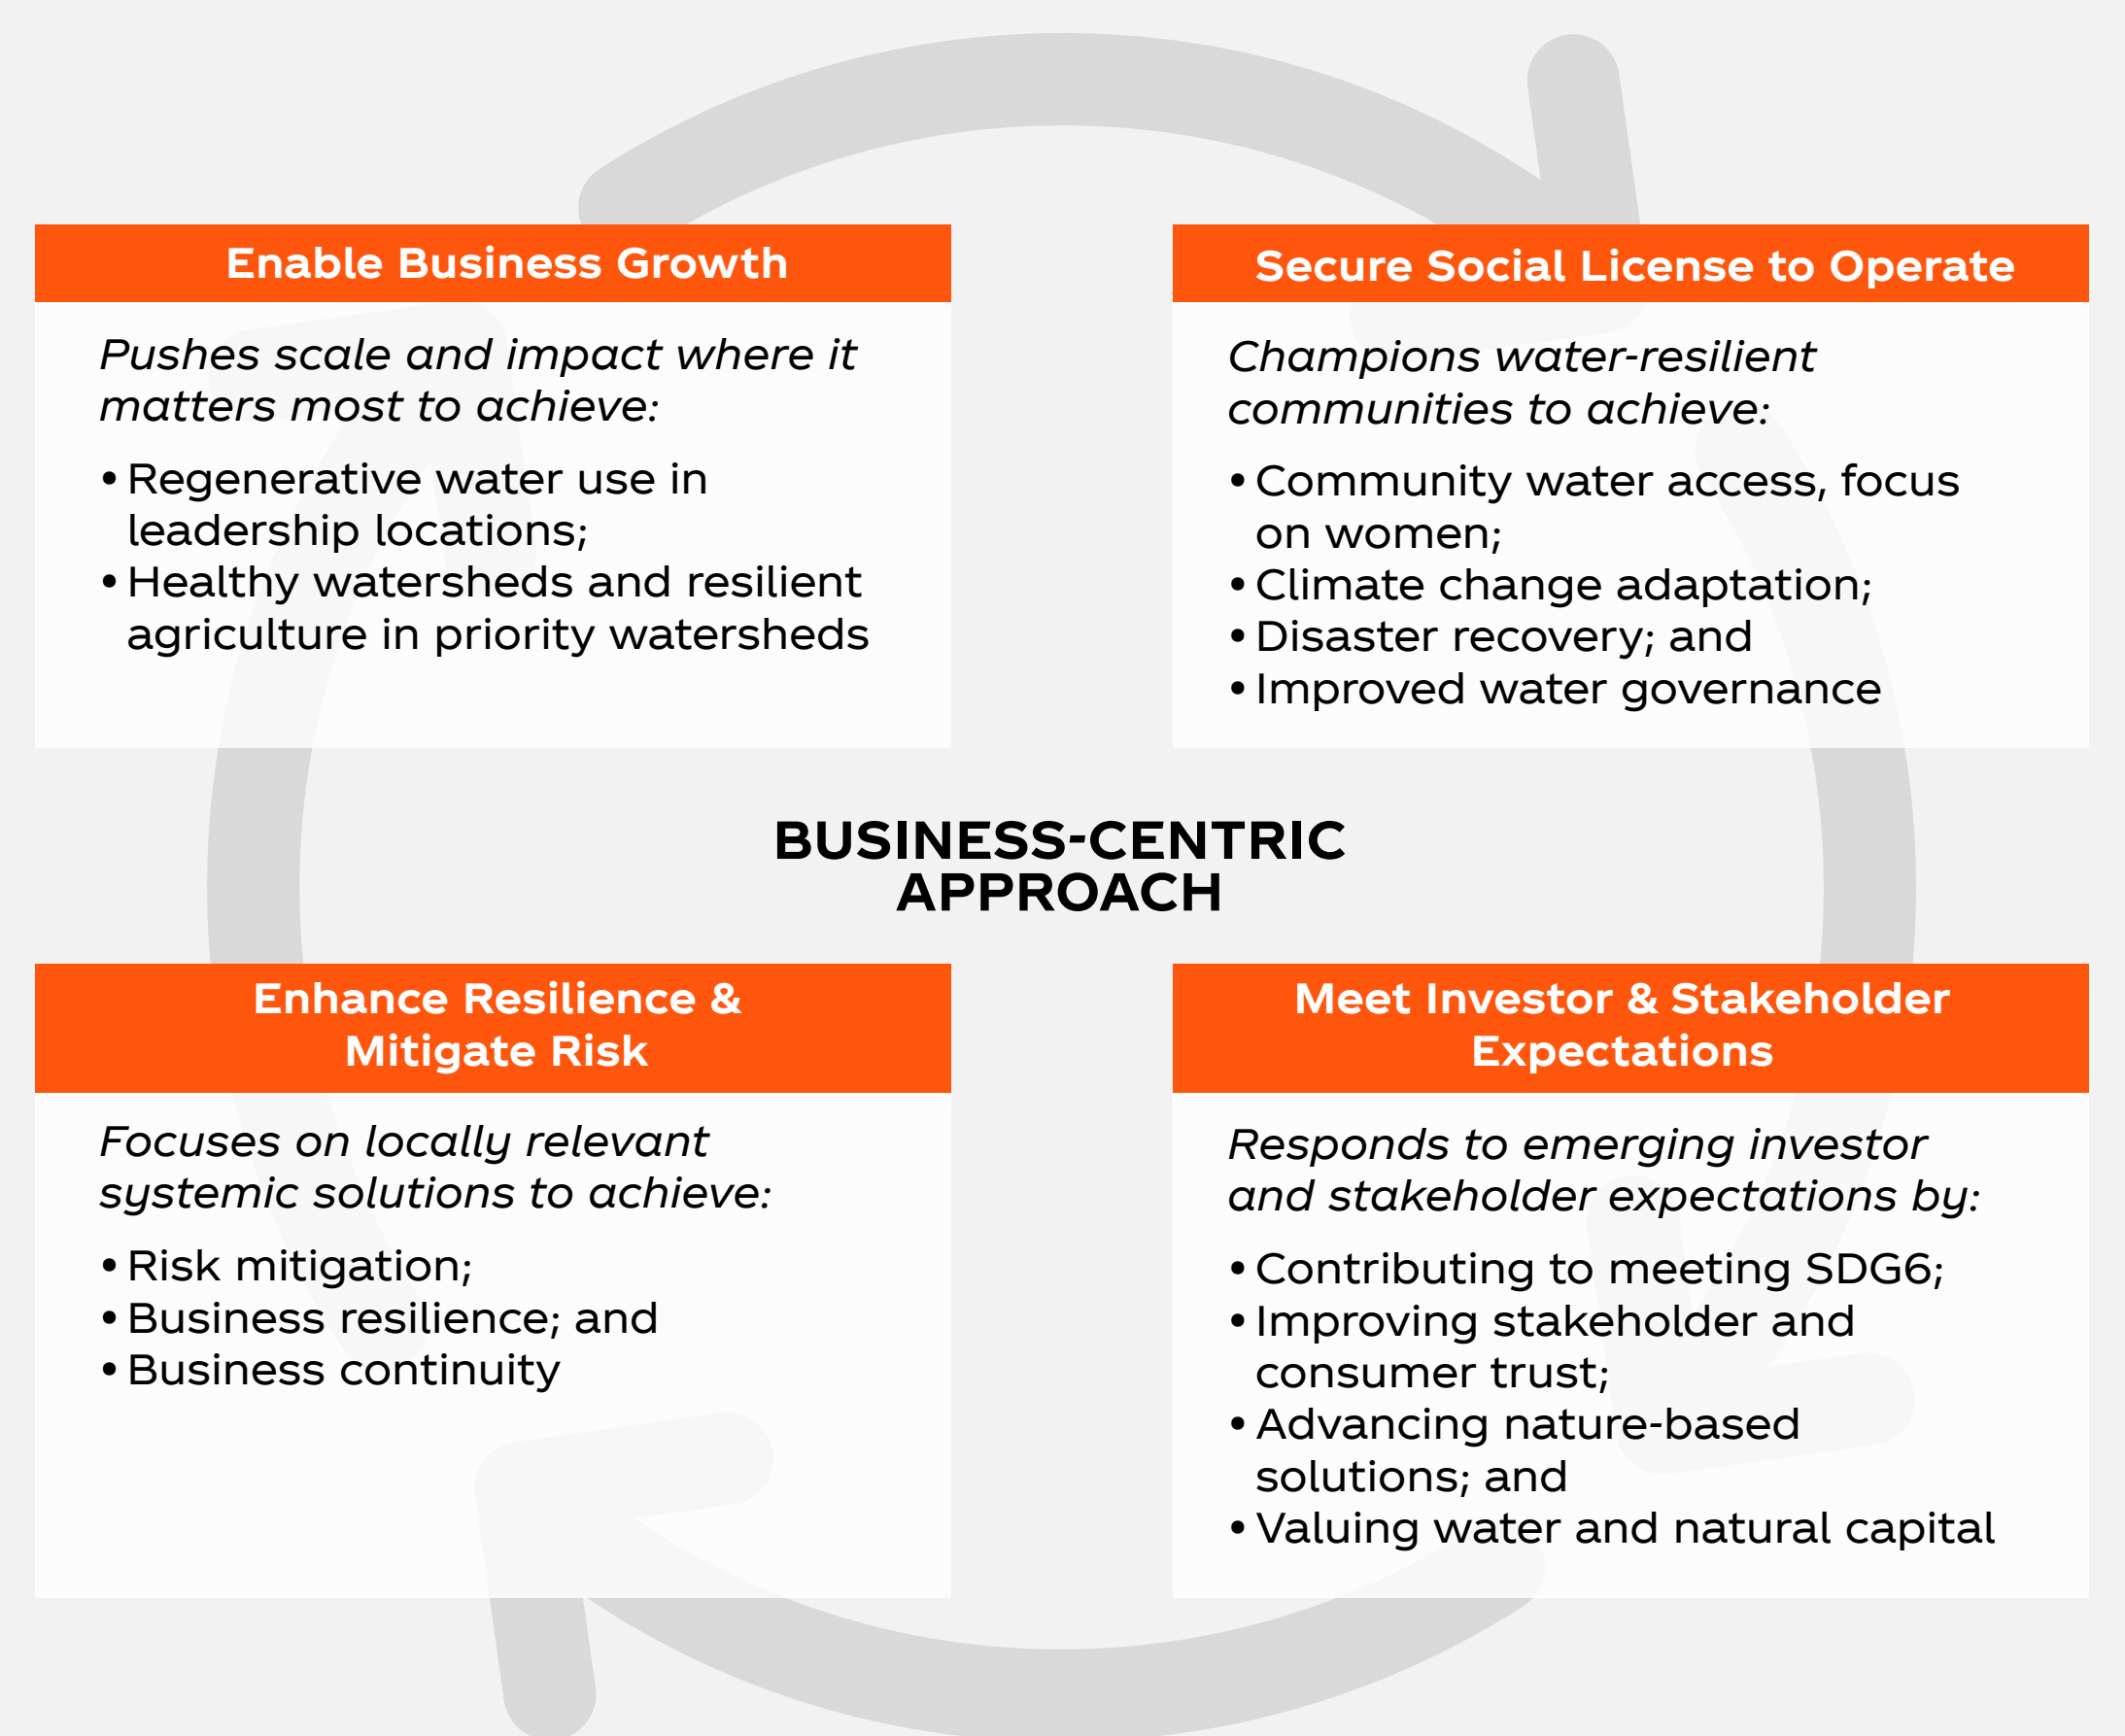 Enable Business Growth
Pushes scale and impact where it
matters most to achieve:
• Regenerative water use in
leadership locations;
• Healthy watersheds and resilient
agriculture in priority watersheds
Secure Social License to Operate
Champions water-resilient
communities to achieve:
• Community water access, focus
on women;
• Climate change adaptation;
• Disaster recovery; and
• Improved water governance
BUSINESS-CENTRIC
APPROACH
Enhance Resilience &
Mitigate Risk
Focuses on locally relevant
systemic solutions to achieve:
• Risk mitigation;
• Business resilience; and
• Business continuity
Meet Investor & Stakeholder
Expectations
Responds to emerging investor
and stakeholder expectations by:
• Contributing to meeting SDG6;
• Improving stakeholder and
consumer trust;
• Advancing nature-based
solutions; and
• Valuing water and natural capital